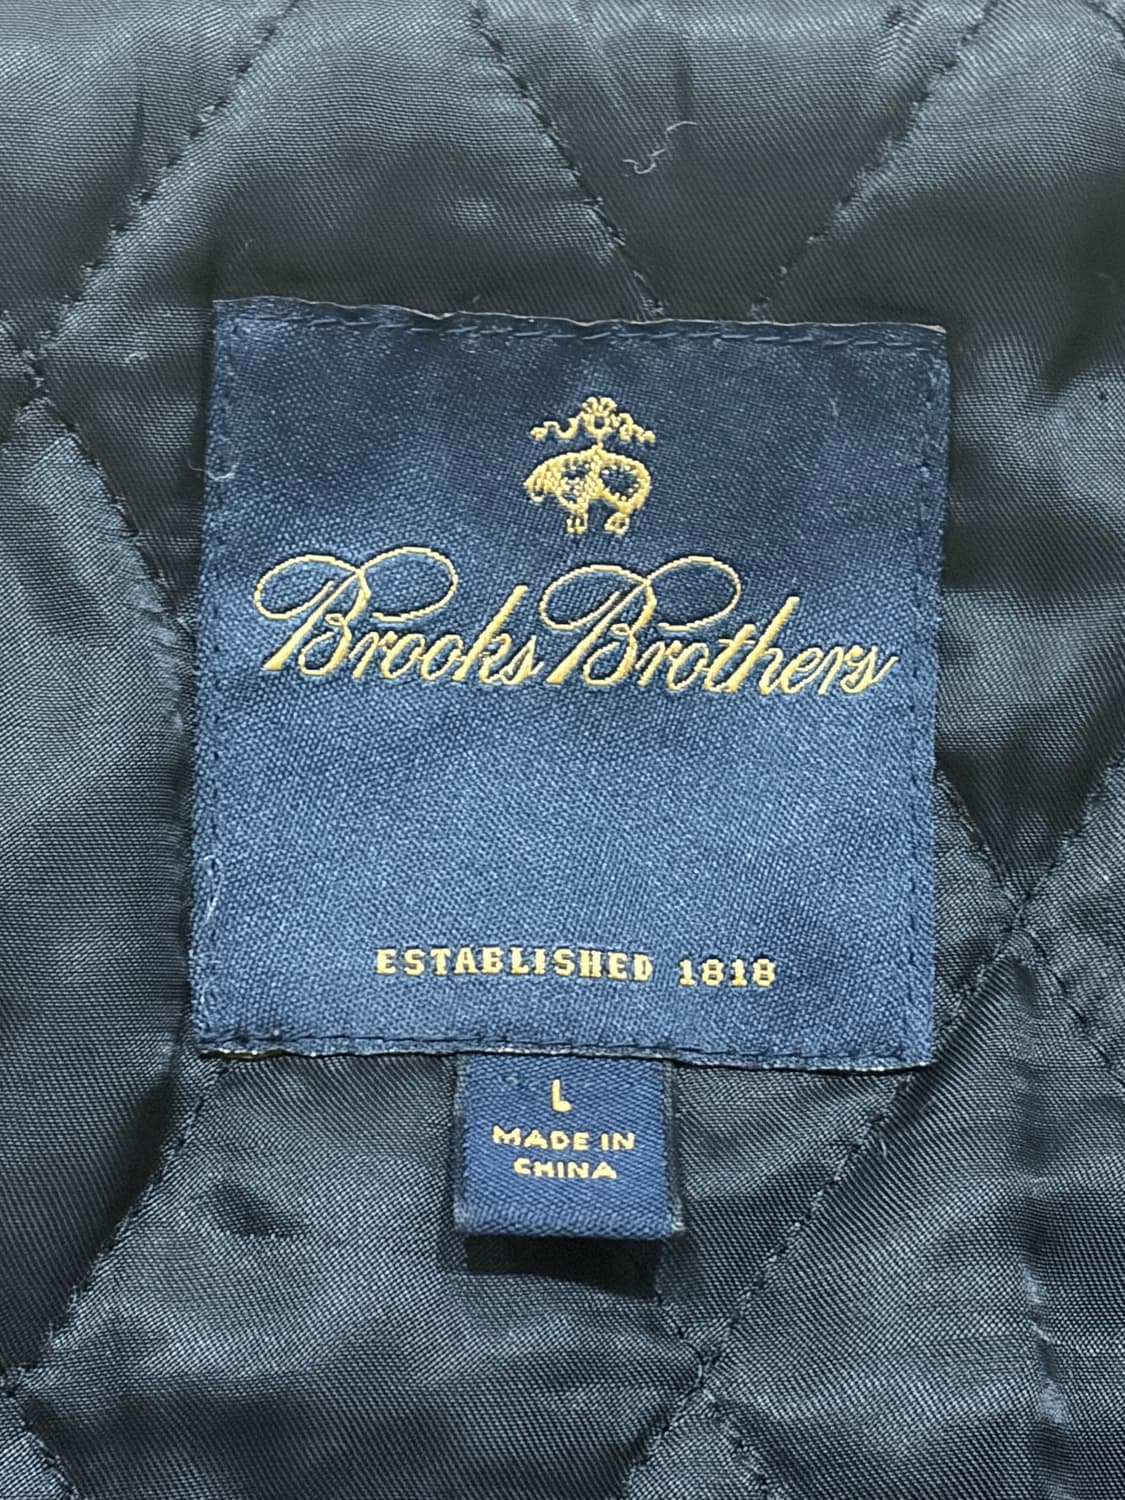 Brooks Brothers
ESTABLISHED 1818
L
MADE IN
CHINA